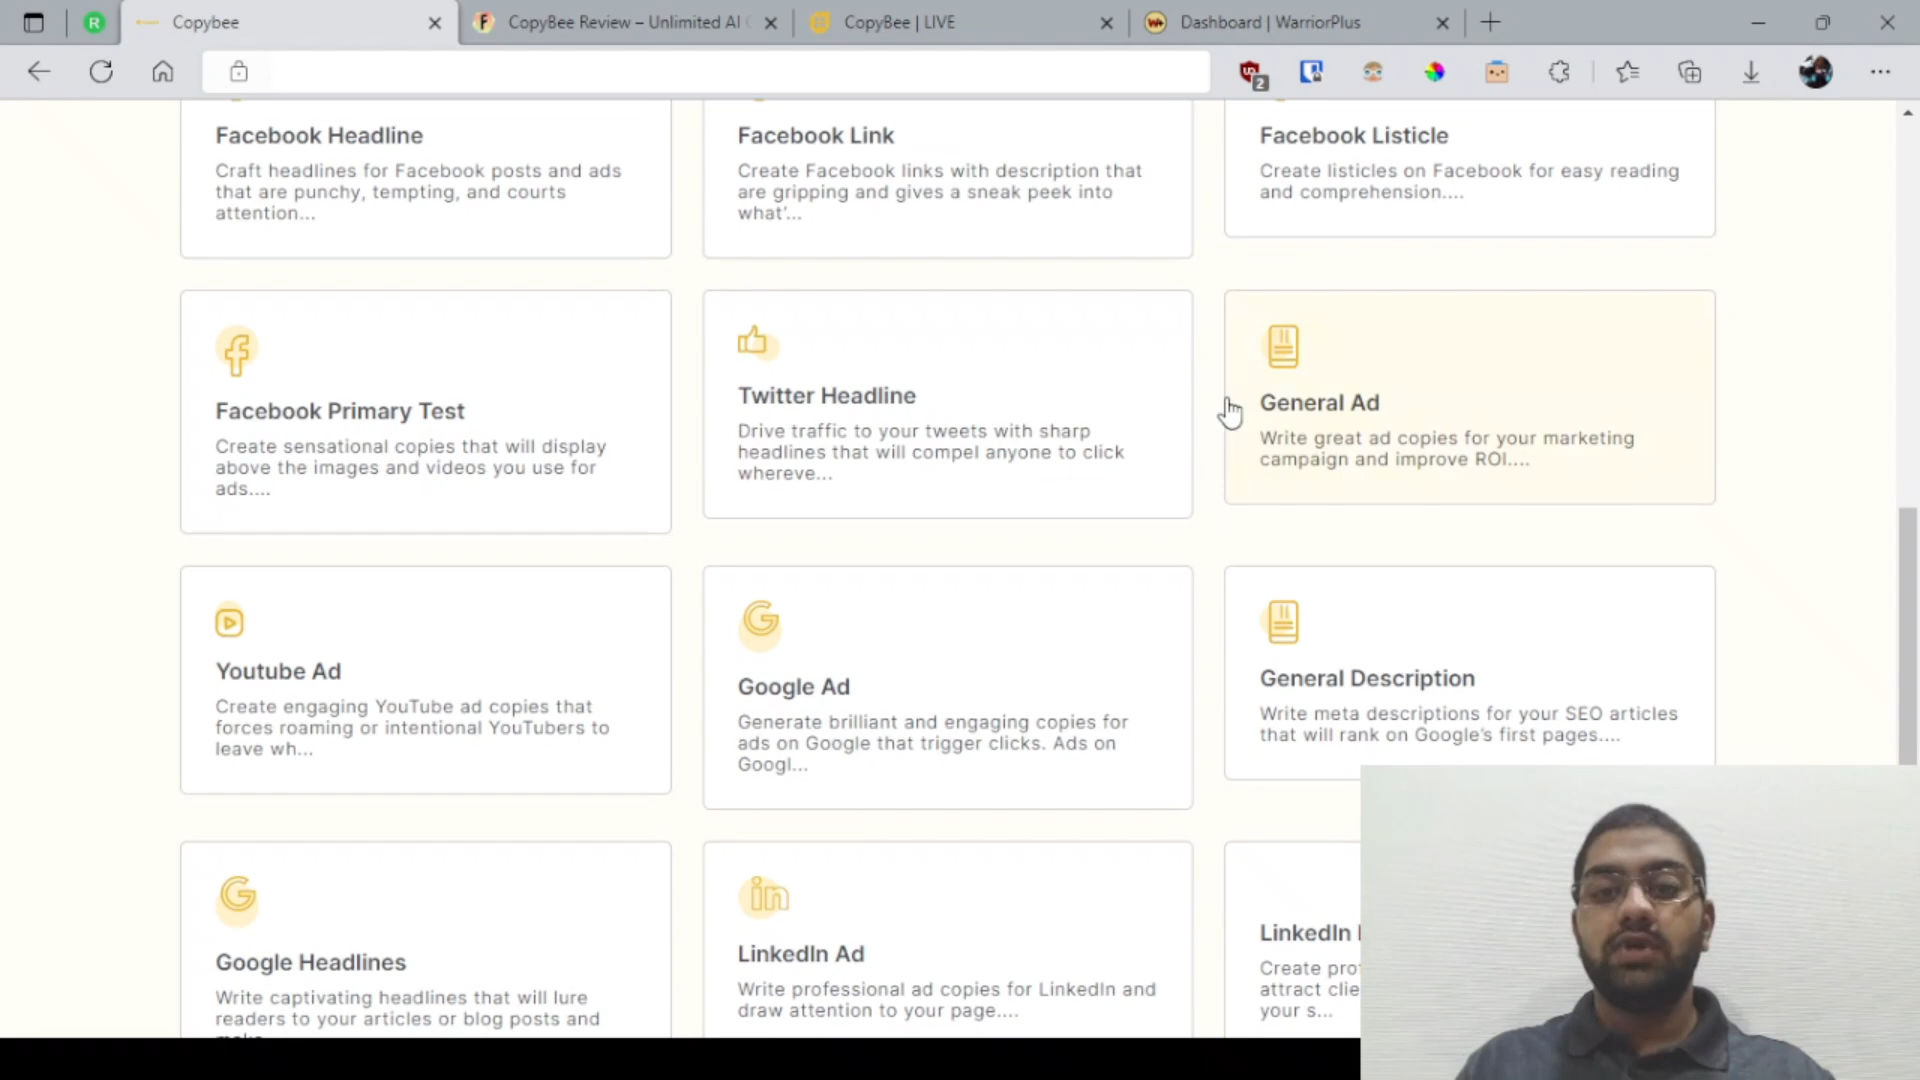 Copybee
CopyBee Review – Unlimited AI
CopyBee | LIVE
Dashboard | WarriorPlus
2
Facebook Headline
Craft headlines for Facebook posts and ads
that are punchy, tempting, and courts
attention...
Facebook Link
Create Facebook links with description that
are gripping and gives a sneak peek into
what'...
Facebook Listicle
Create listicles on Facebook for easy reading
and comprehension....
Facebook Primary Test
Create sensational copies that will display
above the images and videos you use for
ads....
Twitter Headline
Drive traffic to your tweets with sharp
headlines that will compel anyone to click
whereve...
General Ad
Write great ad copies for your marketing
campaign and improve ROI....
Youtube Ad
Create engaging YouTube ad copies that
forces roaming or intentional YouTubers to
leave wh...
Google Ad
Generate brilliant and engaging copies for
ads on Google that trigger clicks. Ads on
Googl...
General Description
Write meta descriptions for your SEO articles
that will rank on Google's first pages....
Google Headlines
Write captivating headlines that will lure
readers to your articles or blog posts and
LinkedIn Ad
Write professional ad copies for LinkedIn and
draw attention to your page....
LinkedIn
Create
attract
your s...